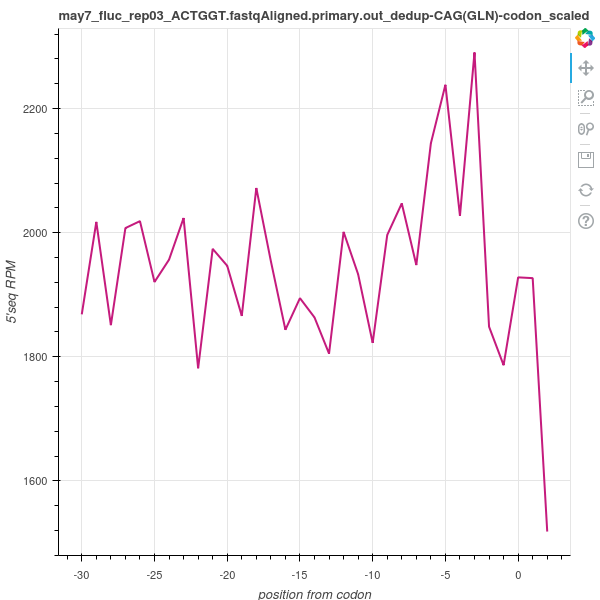 may7_fluc_rep03_ACTGGT.fastqAligned.primary.out_dedup-CAG(GLN)-codon_scaled
2200
2000
1800
1600
5'seq RPM
-30 -25 -20 -15 -10 -5 0
position from codon